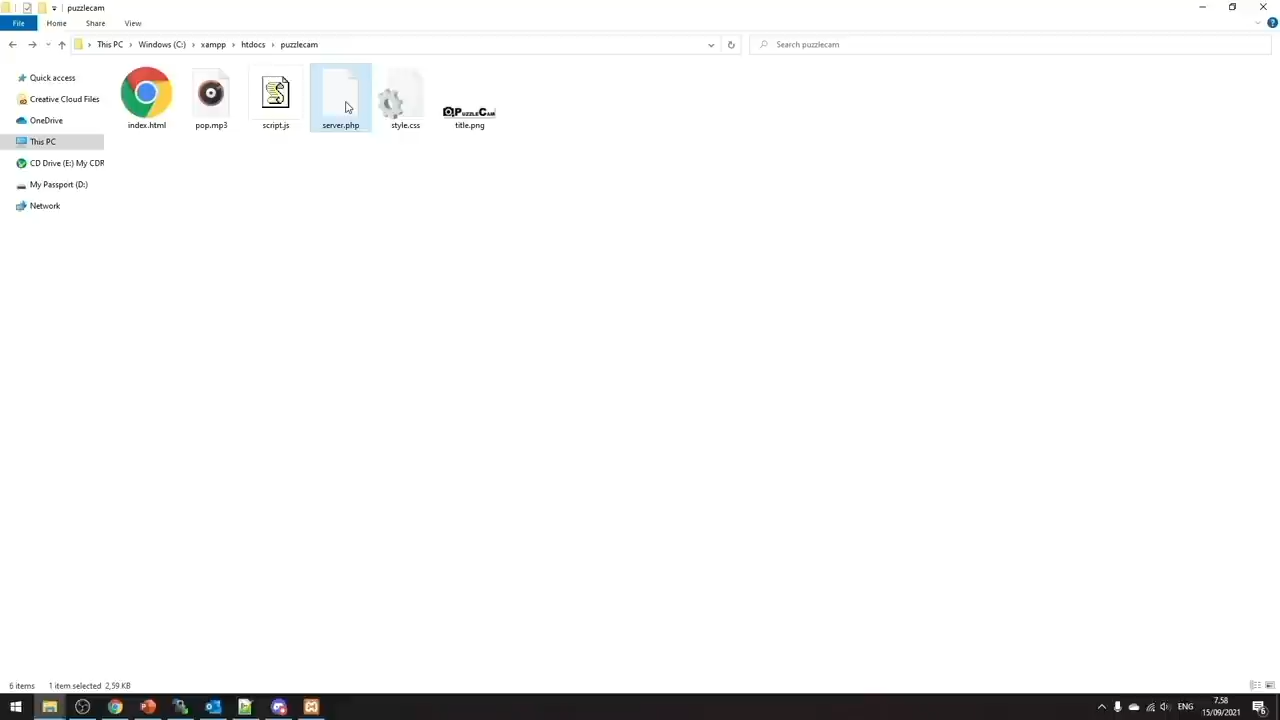 puzzlecam
File Home Share View
This PC Windows (C:) xampp htdocs puzzlecam
Search puzzlecam
Quick access
Creative Cloud Files
OneDrive
This PC
CD Drive (E:) My CDR
My Passport (D:)
Network
index.html pop.mp3 script.js server.php style.css title.png
PUZZLECAM
6 items 1 item selected 2,59 KB
ENG
7.58
15/09/2021